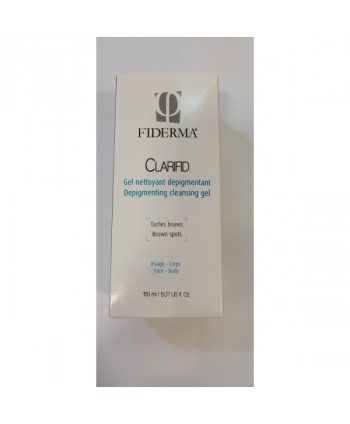 FIDERMA
CLARIFID
Gel nettoyant dépigmentant
Depigmenting cleansing gel
Taches brunes
Brown spots
Visage - Corps
Face - Body
150 ml / 5.07 US fl. Oz.